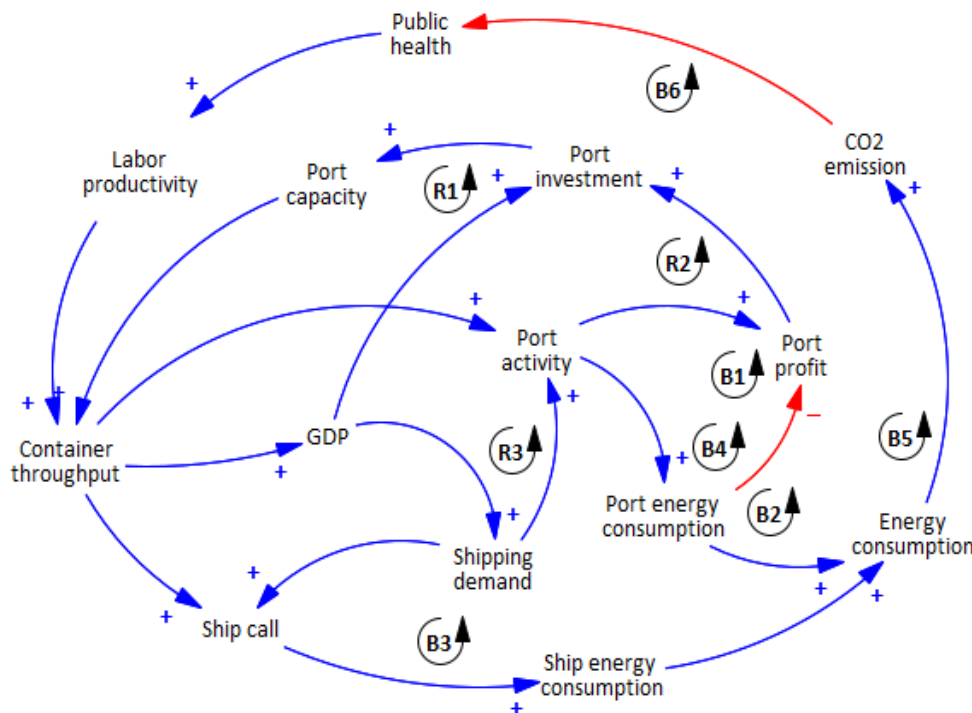 Public
health
B6
+
+
CO2
emission
Labor
productivity
Port
capacity
R1
+
Port
investment
+
+
R2
+
+
Port
activity
Port
profit
B1
+
–
+
+
Container
throughput
GDP
+
R3
B4
B5
+
Port energy
consumption
B2
+
Energy
consumption
Shipping
demand
+
+
+
+
Ship call
B3
Ship energy
consumption
+